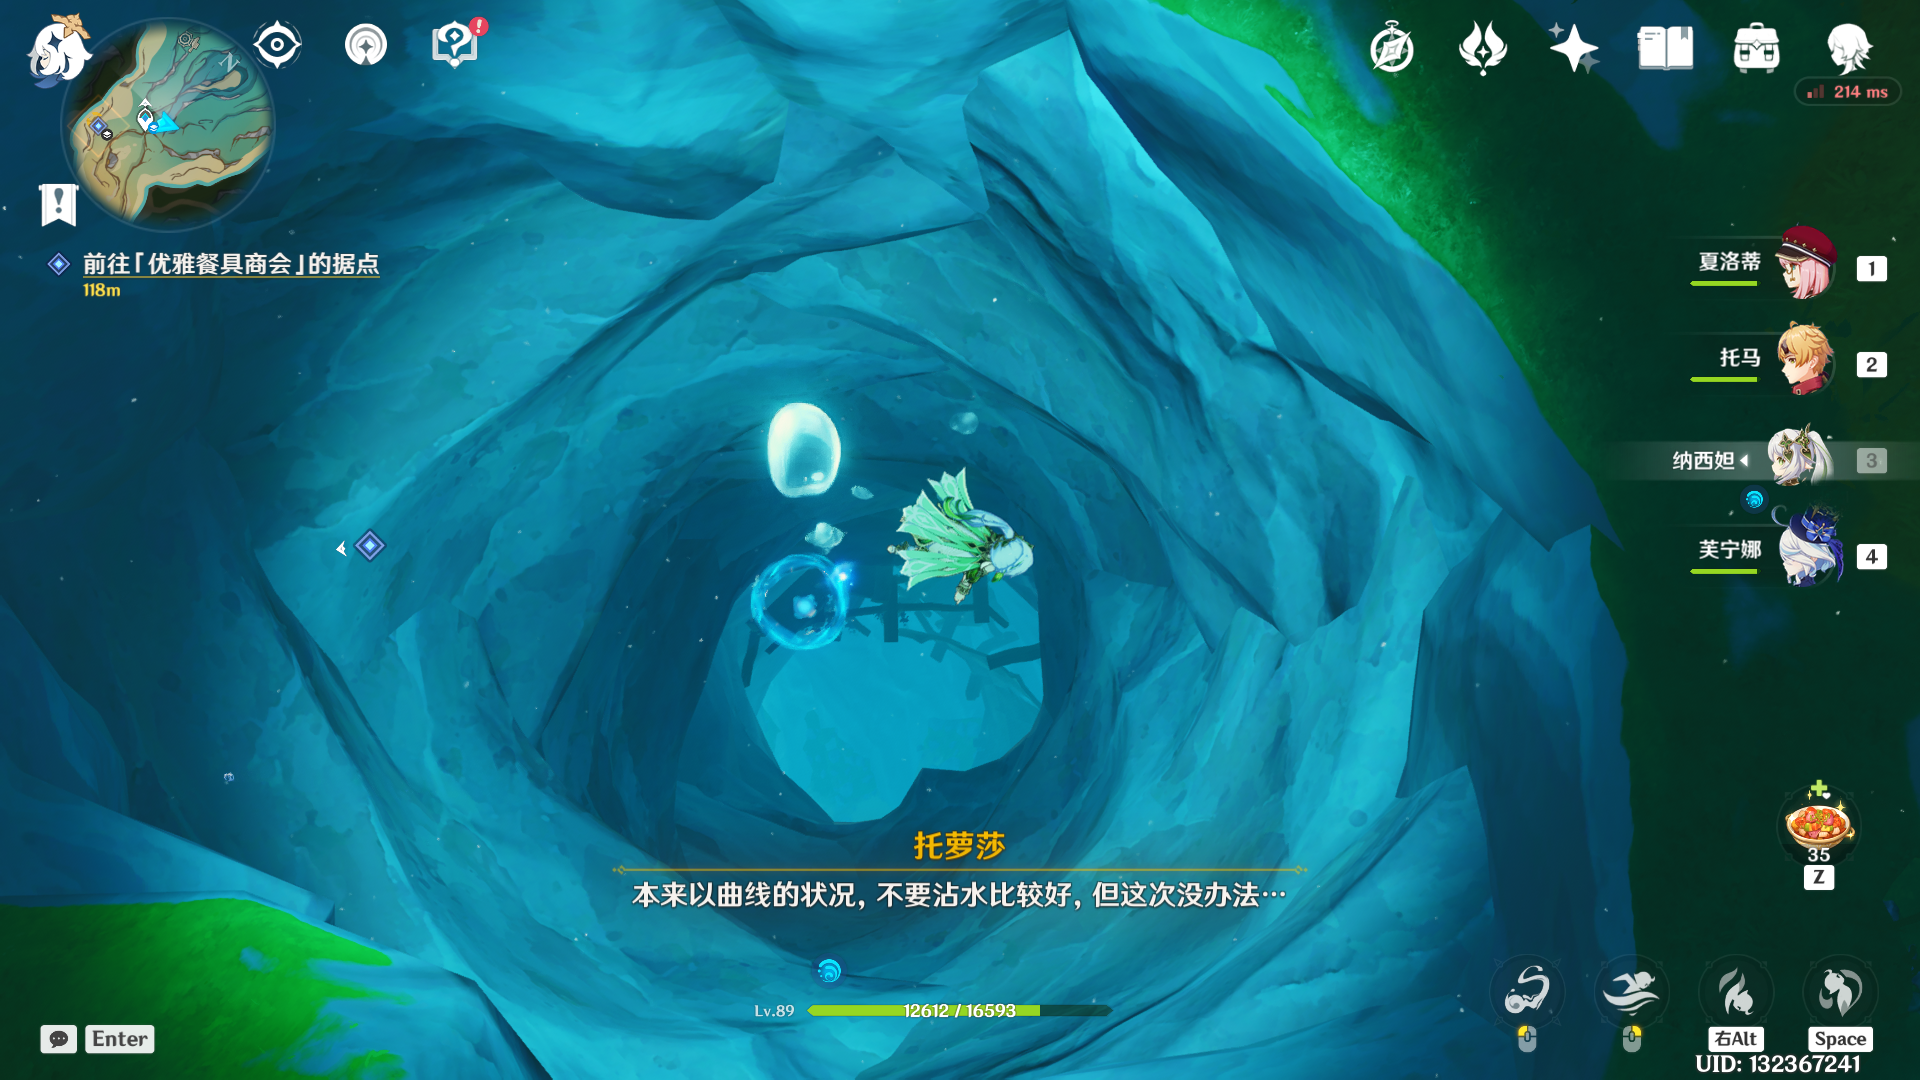 214 ms
前往「优雅餐具商会」的据点
118m
夏洛蒂
1
托马
2
纳西妲
3
芙宁娜
4
35
Z
托萝莎
本来以曲线的状况，不要沾水比较好，但这次没办法…
Lv.89
12612 / 16593
Enter
右Alt
Space
UID: 132367241